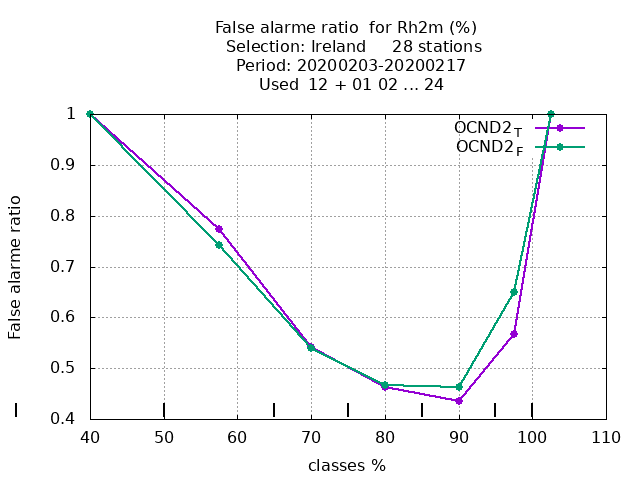 False alarme ratio  for Rh2m (%)
Selection: Ireland     28 stations
Period: 20200203-20200217
Used  12 + 01 02 ... 24
OCND2T
OCND2F
1
0.9
0.8
0.7
0.6
0.5
0.4
False alarme ratio
40 50 60 70 80 90 100 110
classes %